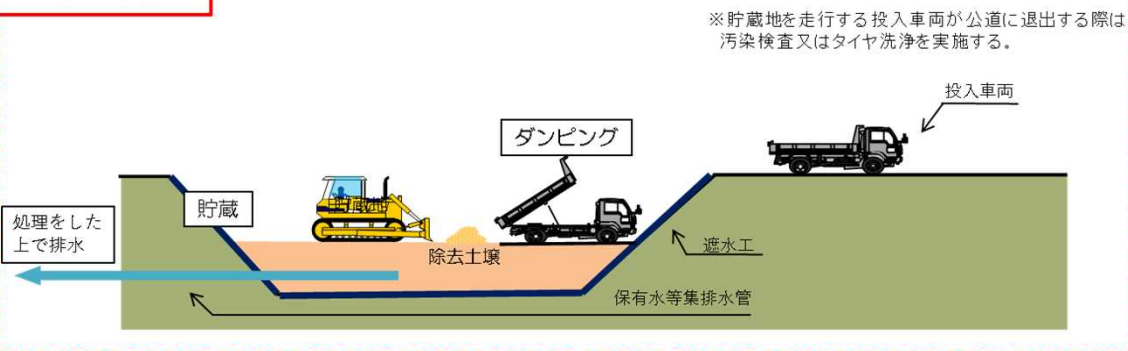 ※貯蔵地を走行する投入車両が公道に退出する際は
汚染検査又はタイヤ洗浄を実施する。
投入車両
ダンピング
貯蔵
処理をした
上で排水
除去土壌
遮水工
保有水等集排水管